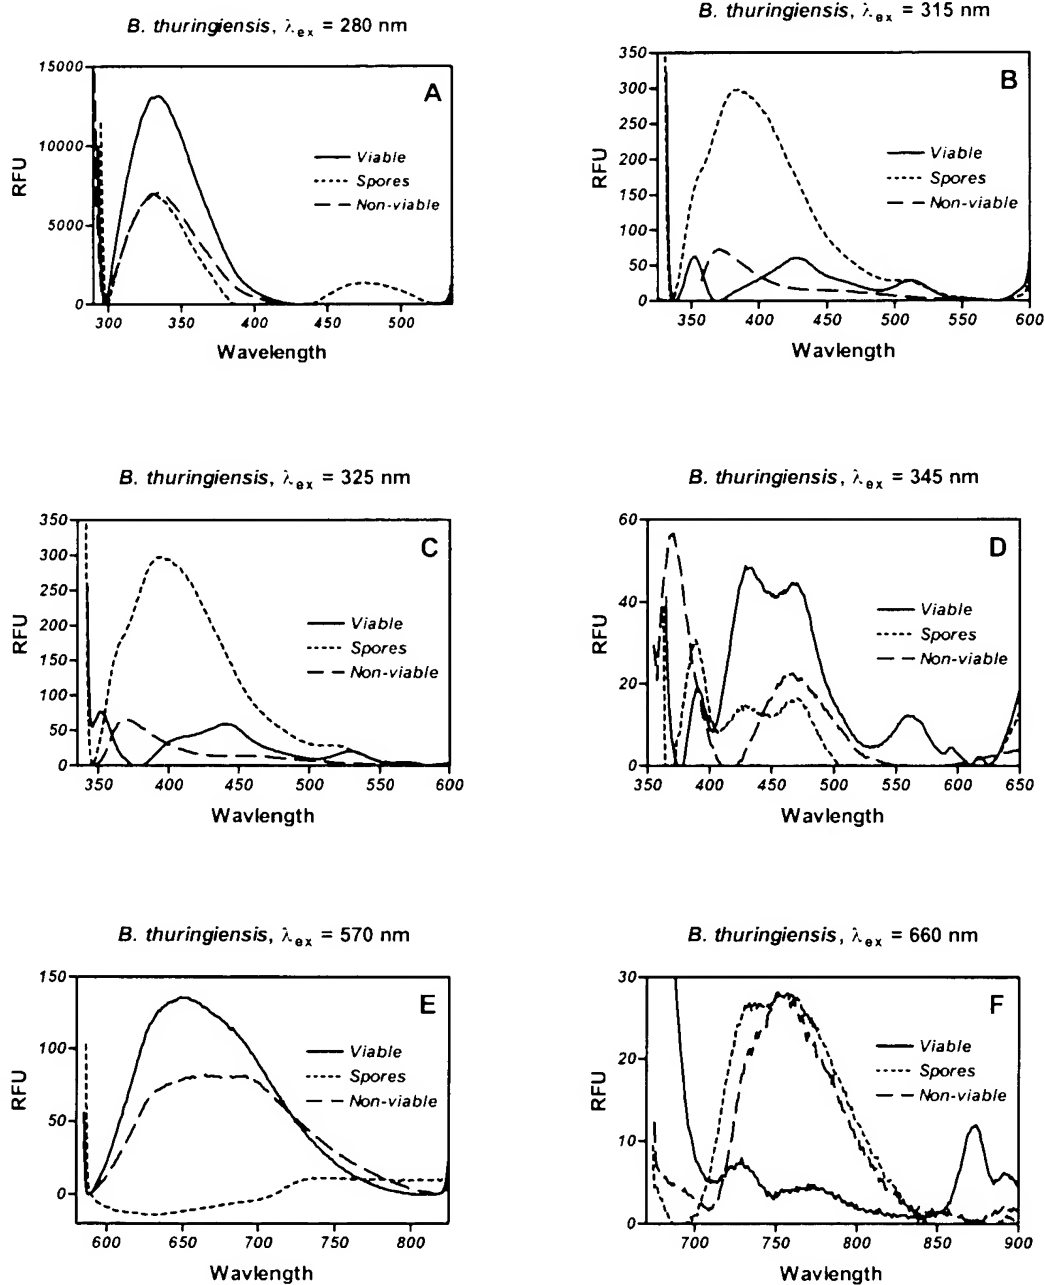 B. thuringiensis, λex = 280 nm
15000
10000
5000
0
RFU
A
Viable
Spores
Non-viable
300 350 400 450 500
Wavelength
B. thuringiensis, λex = 315 nm
350
300
250
200
150
100
50
0
RFU
B
Viable
Spores
Non-viable
350 400 450 500 550 600
Wavlength
B. thuringiensis, λex = 325 nm
350
300
250
200
150
100
50
0
RFU
C
Viable
Spores
Non-viable
350 400 450 500 550 600
Wavlength
B. thuringiensis, λex = 345 nm
60
40
20
0
RFU
D
Viable
Spores
Non-viable
350 400 450 500 550 600 650
Wavlength
B. thuringiensis, λex = 570 nm
150
100
50
0
RFU
E
Viable
Spores
Non-viable
600 650 700 750 800
Wavlength
B. thuringiensis, λex = 660 nm
30
20
10
0
RFU
F
Viable
Spores
Non-viable
700 750 800 850 900
Wavlength